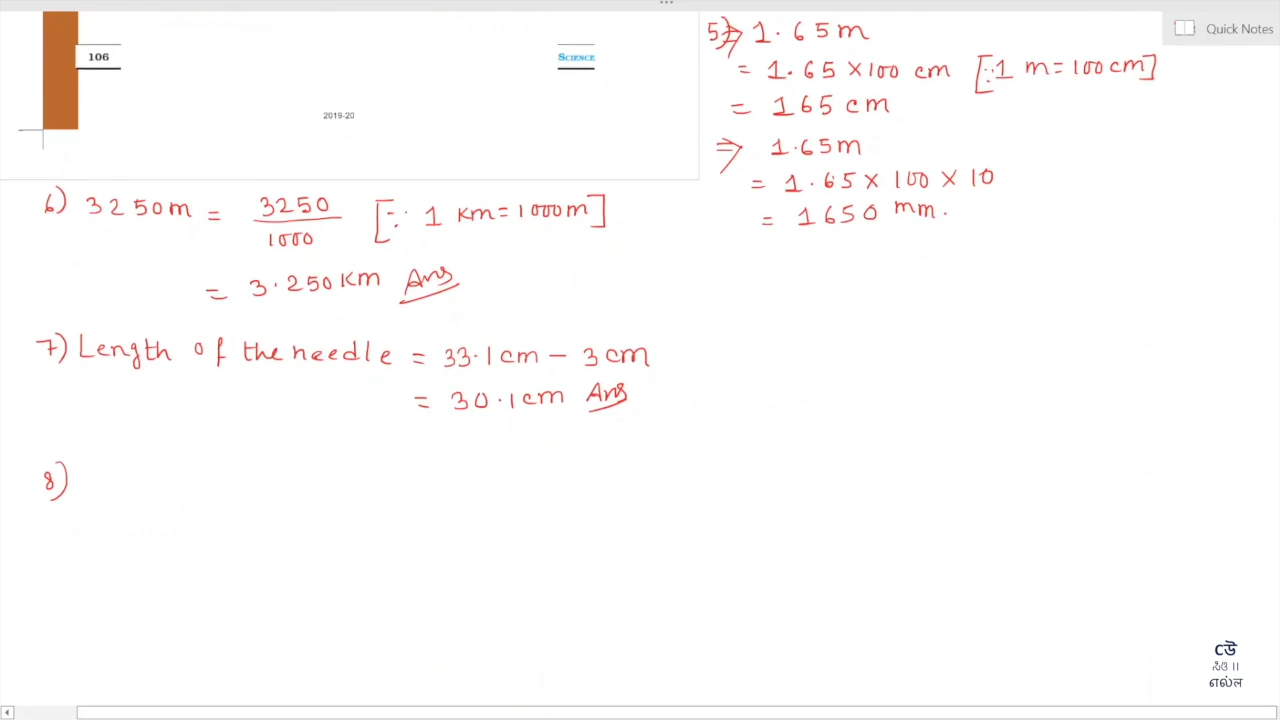 Quick Notes
106
SCIENCE
2019-20
5) ⇒ 1.65m
= 1.65 × 100 cm [∵ 1 m = 100 cm]
= 165 cm
⇒ 1.65m
= 1.65 × 100 × 10
= 1650 mm.
6) 3250m = 3250/1000 [∵ 1 km = 1000m]
= 3.250 Km Ans
7) Length of the needle = 33.1cm - 3cm
= 30.1cm Ans
8)